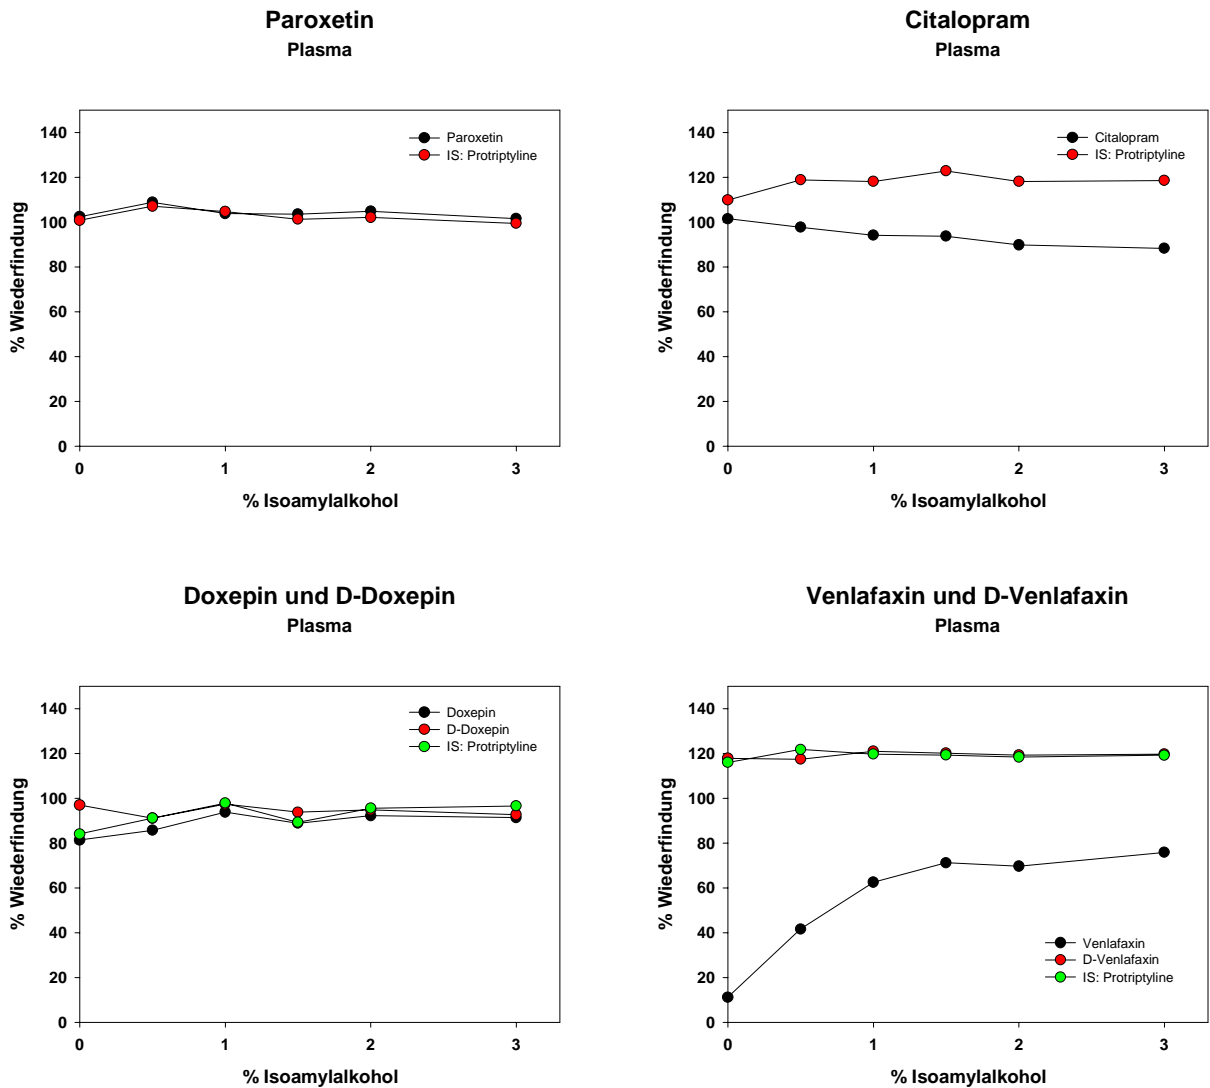 Paroxetin
Plasma
% Wiederfindung
140
120
100
80
60
40
20
0
Paroxetin
IS: Protriptyline
0 1 2 3
% Isoamylalkohol
Citalopram
Plasma
% Wiederfindung
140
120
100
80
60
40
20
0
Citalopram
IS: Protriptyline
0 1 2 3
% Isoamylalkohol
Doxepin und D-Doxepin
Plasma
% Wiederfindung
140
120
100
80
60
40
20
0
Doxepin
D-Doxepin
IS: Protriptyline
0 1 2 3
% Isoamylalkohol
Venlafaxin und D-Venlafaxin
Plasma
% Wiederfindung
140
120
100
80
60
40
20
0
Venlafaxin
D-Venlafaxin
IS: Protriptyline
0 1 2 3
% Isoamylalkohol